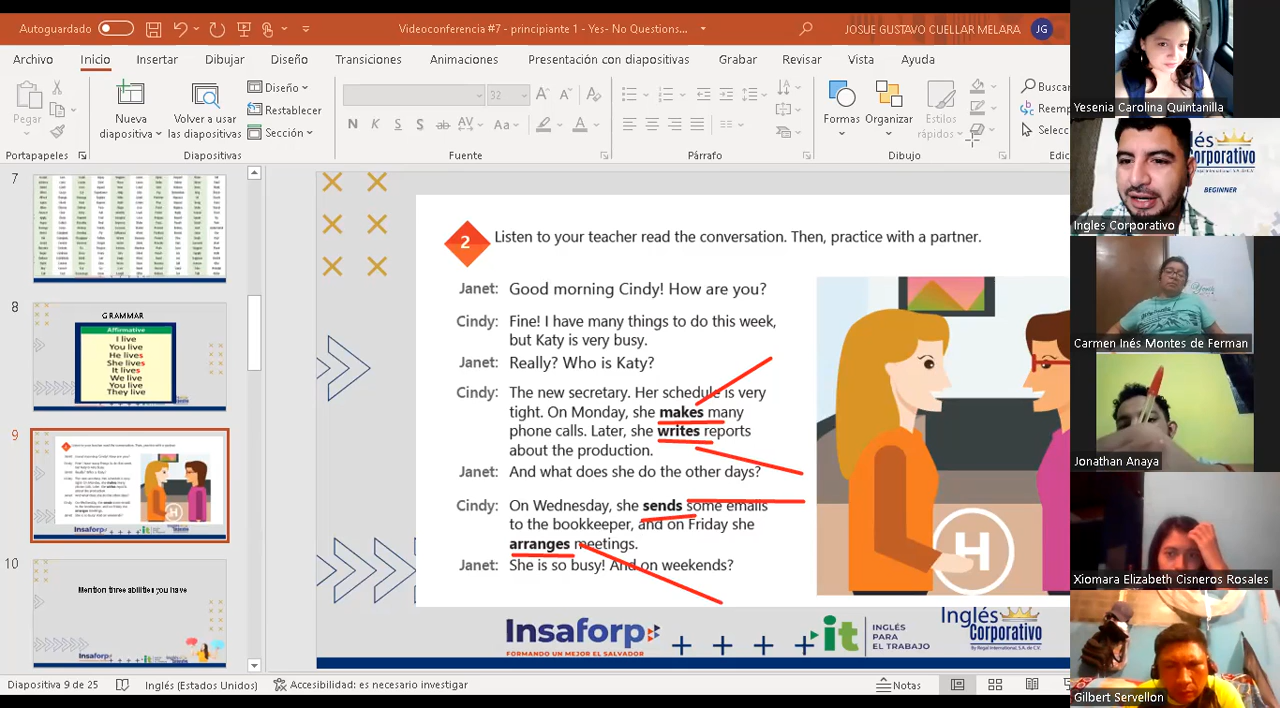 Autoguardado
Videoconferencia #7 - principiante 1 - Yes- No Questions...
JOSUE GUSTAVO CUELLAR MELARA
JG
Archivo
Inicio
Insertar
Dibujar
Diseño
Transiciones
Animaciones
Presentación con diapositivas
Grabar
Revisar
Vista
Ayuda
Pegar
Nueva
diapositiva
Volver a usar
las diapositivas
Diseño
Restablecer
Sección
32
N
K
S
S
ab
AV
Aa
A
Formas
Organizar
Estilos
rápidos
Buscar
Reemp
Selecc
Portapapeles
Diapositivas
Fuente
Párrafo
Dibujo
Edic
7
8
GRAMMAR
Affirmative
I live
You live
He lives
She lives
It lives
We live
You live
They live
9
10
Mention three abilities you have
2
Listen to your teacher read the conversation. Then, practice with a partner.
Janet: Good morning Cindy! How are you?
Cindy: Fine! I have many things to do this week,
but Katy is very busy.
Janet: Really? Who is Katy?
Cindy: The new secretary. Her schedule is very
tight. On Monday, she makes many
phone calls. Later, she writes reports
about the production.
Janet: And what does she do the other days?
Cindy: On Wednesday, she sends some emails
to the bookkeeper, and on Friday she
arranges meetings.
Janet: She is so busy! And on weekends?
H
Insaforp
FORMANDO UN MEJOR EL SALVADOR
it
INGLÉS
PARA
EL TRABAJO
Inglés
Corporativo
By Regal International, S.A. de C.V.
Diapositiva 9 de 25
Inglés (Estados Unidos)
Accesibilidad: es necesario investigar
Notas
Yesenia Carolina Quintanilla
és
Corporativo
BEGINNER
Ingles Corporativo
Carmen Inés Montes de Ferman
Jonathan Anaya
Xiomara Elizabeth Cisneros Rosales
Gilbert Servellon